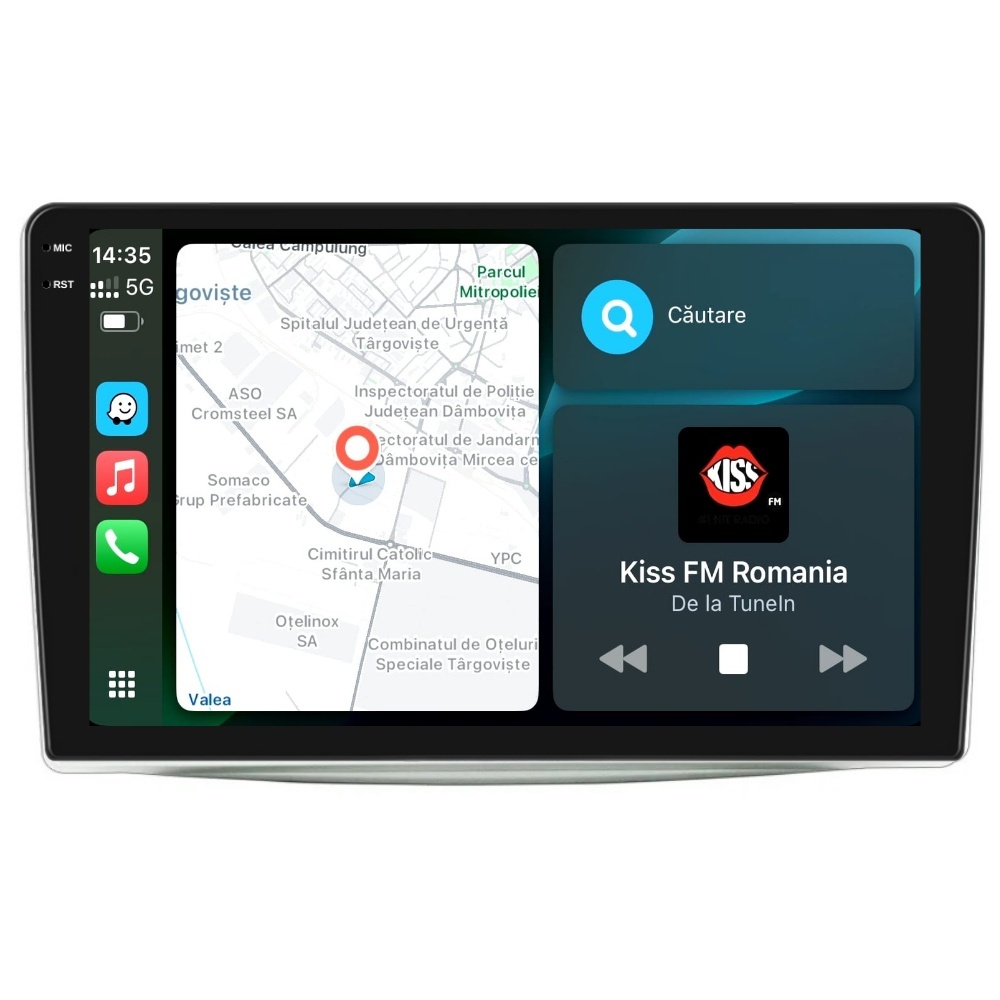 MIC
RST
14:35
5G
Calea Câmpulung
goviște
Parcul
Mitropoliei
Spitalul Județean de Urgență
Târgoviște
imet 2
ASO
Cromsteel SA
Inspectoratul de Poliție
Județean Dâmbovița
ectoratul de Jandarm
Dâmbovița Mircea ce
Somaco
Grup Prefabricate
Cimitirul Catolic
Sfânta Maria
YPC
Oțelinox
SA
Combinatul de Oțeluri
Speciale Târgoviște
Valea
Căutare
KISS
FM
Kiss FM Romania
De la TuneIn